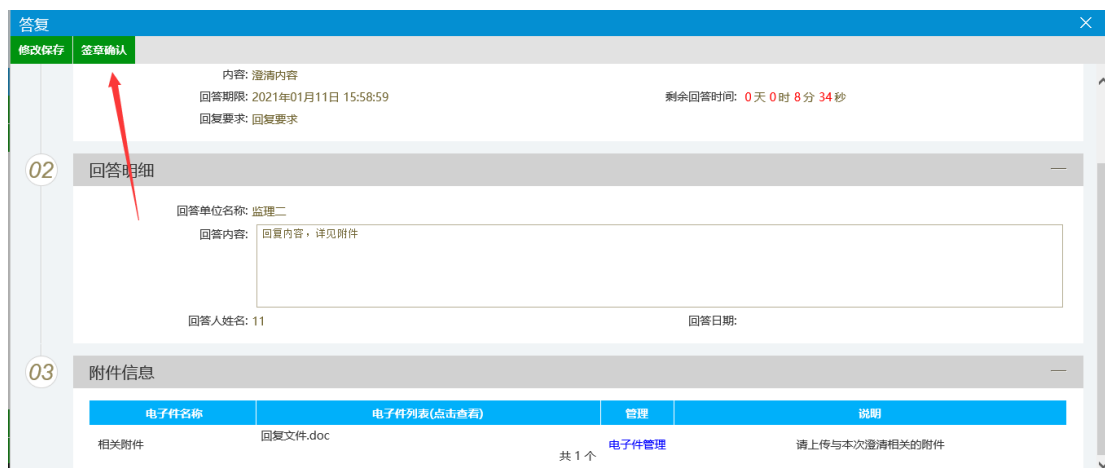 答复
修改保存 签章确认
内容: 澄清内容
回答期限: 2021年01月11日 15:58:59 剩余回答时间: 0天0时8分34秒
回复要求: 回复要求
02 回答明细
回答单位名称: 监理二
回答内容: 回复内容，详见附件
回答人姓名: 11 回答日期:
03 附件信息
电子件名称 电子件列表(点击查看) 管理 说明
相关附件 回复文件.doc 电子件管理 请上传与本次澄清相关的附件
共1个